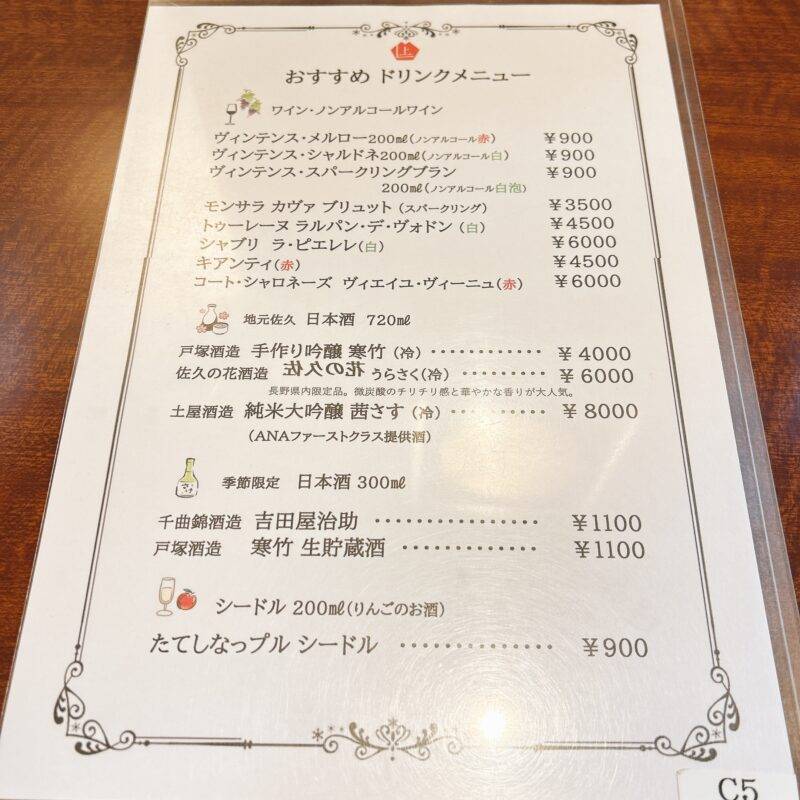 上
おすすめ ドリンクメニュー
ワイン・ノンアルコールワイン
ヴィンテンス・メルロー200㎖(ノンアルコール赤) ¥900
ヴィンテンス・シャルドネ200㎖(ノンアルコール白) ¥900
ヴィンテンス・スパークリングブラン ¥900
200㎖(ノンアルコール白泡)
モンサラ カヴァ ブリュット (スパークリング) ¥3500
トゥーレーヌ ラルパン・デ・ヴォドン (白) ¥4500
シャブリ ラ・ピエレレ(白) ¥6000
キアンティ(赤) ¥4500
コート・シャロネーズ ヴィエイユ・ヴィーニュ(赤) ¥6000
地元佐久 日本酒 720㎖
戸塚酒造 手作り吟醸 寒竹 (冷) ············ ¥4000
佐久の花酒造 佐久の花 うらさく(冷) ·········· ¥6000
長野県内限定品。微炭酸のチリチリ感と華やかな香りが大人気。
土屋酒造 純米大吟醸 茜さす (冷) ·········· ¥8000
(ANAファーストクラス提供酒)
季節限定 日本酒 300㎖
千曲錦酒造 吉田屋治助 ··············· ¥1100
戸塚酒造 寒竹 生貯蔵酒 ············ ¥1100
シードル 200㎖(りんごのお酒)
たてしなっプル シードル ·············· ¥900
C5